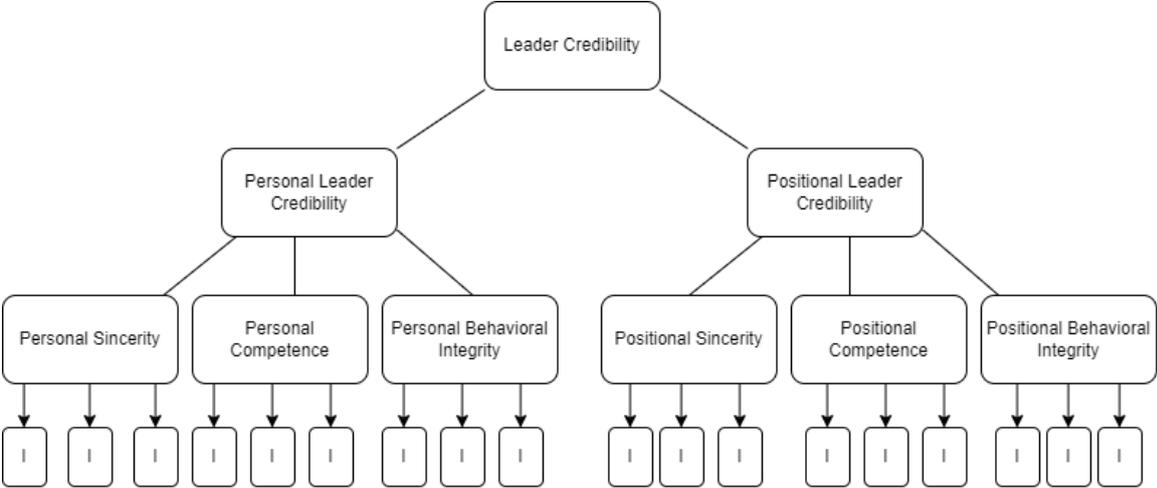 Leader Credibility
Personal Leader
Credibility
Positional Leader
Credibility
Personal Sincerity
Personal
Competence
Personal Behavioral
Integrity
Positional Sincerity
Positional
Competence
Positional Behavioral
Integrity
I I I I I I I I I I I I I I I I I I